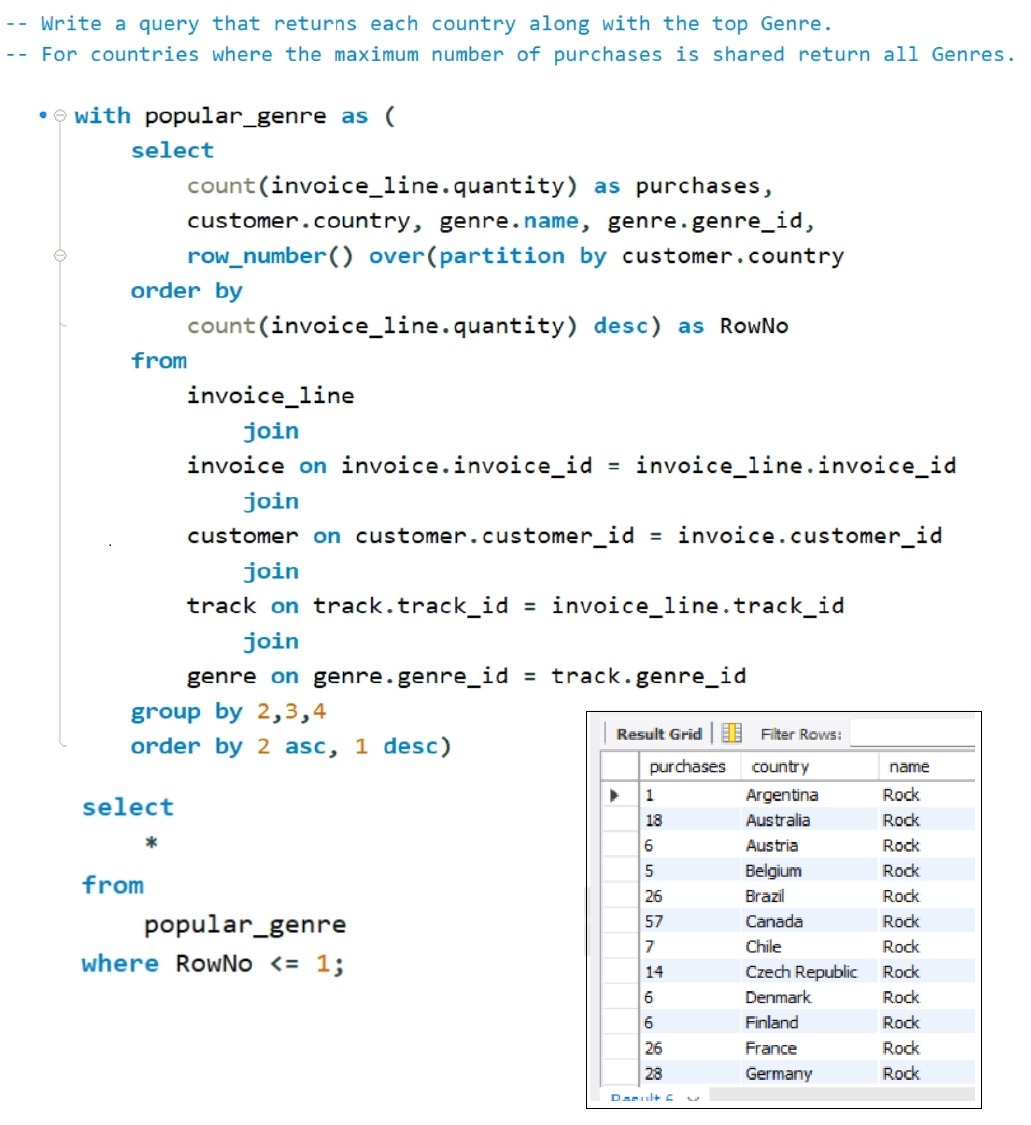 -- Write a query that returns each country along with the top Genre.
-- For countries where the maximum number of purchases is shared return all Genres.
with popular_genre as (
select
count(invoice_line.quantity) as purchases,
customer.country, genre.name, genre.genre_id,
row_number() over(partition by customer.country
order by
count(invoice_line.quantity) desc) as RowNo
from
invoice_line
join
invoice on invoice.invoice_id = invoice_line.invoice_id
join
customer on customer.customer_id = invoice.customer_id
join
track on track.track_id = invoice_line.track_id
join
genre on genre.genre_id = track.genre_id
group by 2,3,4
order by 2 asc, 1 desc)
select
*
from
popular_genre
where RowNo <= 1;
Result Grid Filter Rows:
purchases country name
1 Argentina Rock
18 Australia Rock
6 Austria Rock
5 Belgium Rock
26 Brazil Rock
57 Canada Rock
7 Chile Rock
14 Czech Republic Rock
6 Denmark Rock
6 Finland Rock
26 France Rock
28 Germany Rock
Result 6